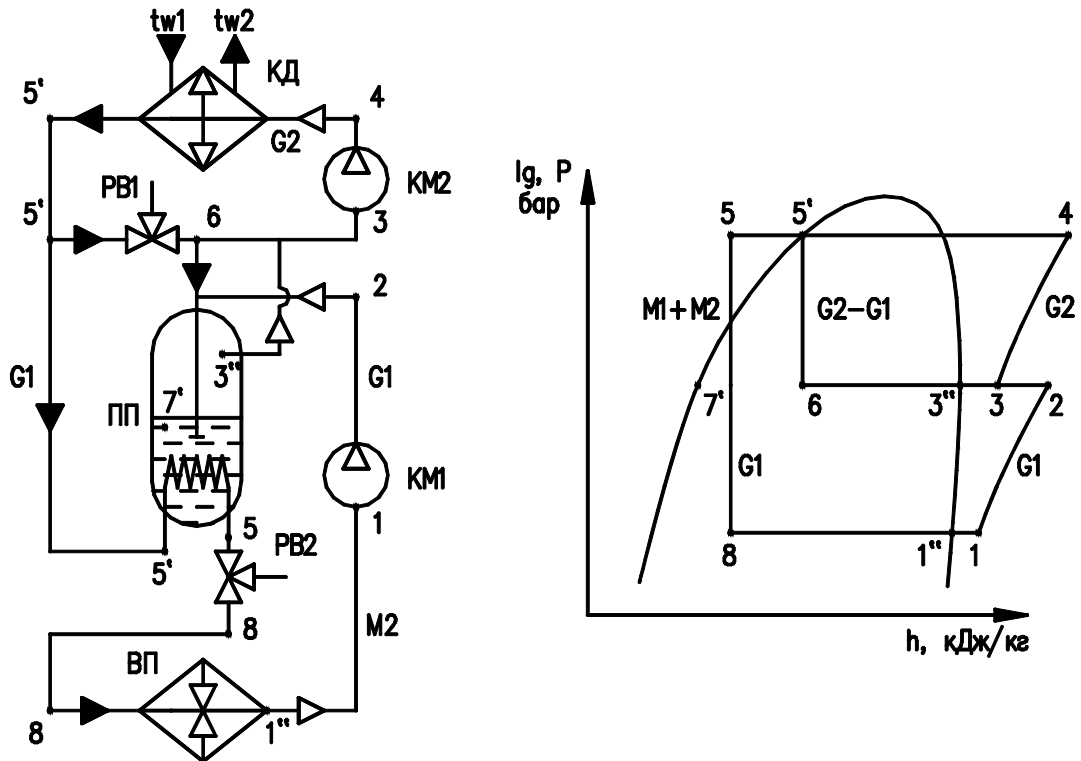 tw1 tw2
КД
5‘ 4
G2
РВ1 КМ2
5‘ 6 3
2
3‘‘
G1 7‘ G1
ПП
КМ1
5 1
РВ2
5‘
8 М2
ВП
8 1‘‘
lg, P
бар
5 5‘ 4
М1+М2 G2-G1 G2
7‘ 6 3‘‘ 3 2
G1 G1
8 1‘‘ 1
h, кДж/кг